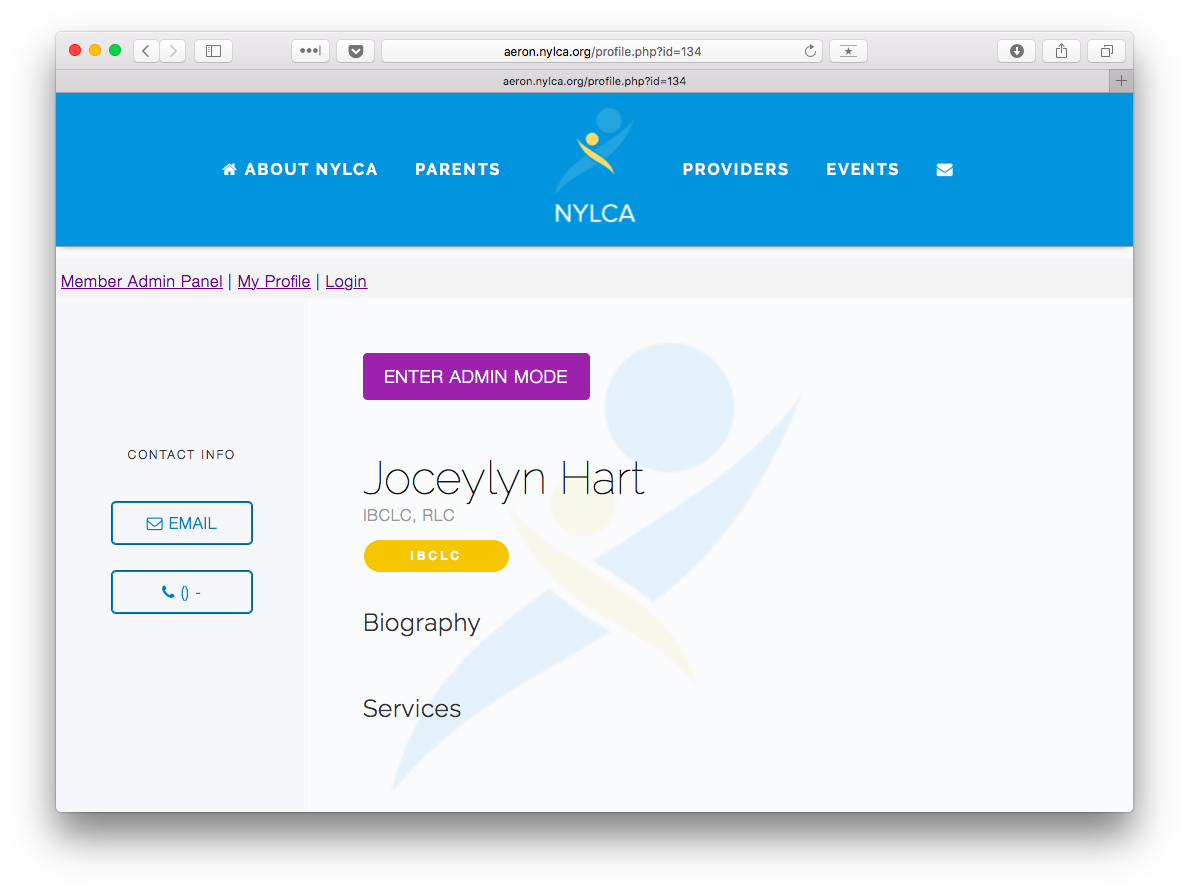 aeron.nylca.org/profile.php?id=134
aeron.nylca.org/profile.php?id=134
ABOUT NYLCA PARENTS PROVIDERS EVENTS
NYLCA
Member Admin Panel | My Profile | Login
ENTER ADMIN MODE
CONTACT INFO
EMAIL
() -
Joceylyn Hart
IBCLC, RLC
IBCLC
Biography
Services